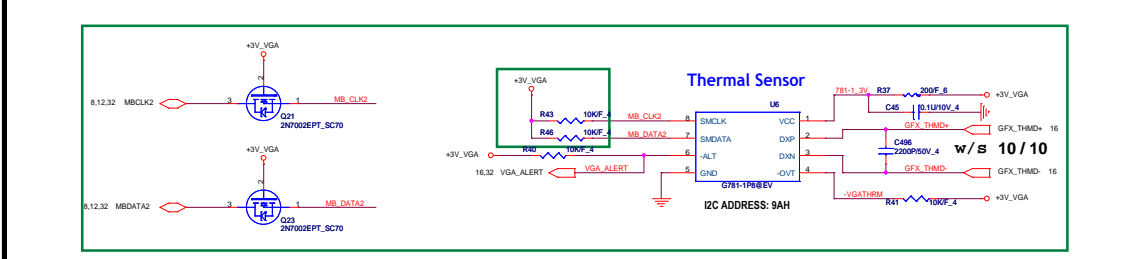 +3V_VGA
2
8,12,32 MBCLK2
3
1
MB_CLK2
Q21
2N7002EPT_SC70
+3V_VGA
2
8,12,32 MBDATA2
3
1
MB_DATA2
Q23
2N7002EPT_SC70
+3V_VGA
R43 10K/F_4 MB_CLK2
R46 10K/F_4 MB_DATA2
+3V_VGA R40 10K/F_4
16,32 VGA_ALERT VGA_ALERT
Thermal Sensor
U6
8 SMCLK VCC 1
7 SMDATA DXP 2
6 -ALT DXN 3
5 GND -OVT 4
G781-1P8@EV
I2C ADDRESS: 9AH
781-1_3V R37 200/F_6 +3V_VGA
C45 0.1U/10V_4
GFX_THMD+ GFX_THMD+ 16
C496
2200P/50V_4
w/s 10/10
GFX_THMD- GFX_THMD- 16
-VGATHRM R41 10K/F_4 +3V_VGA